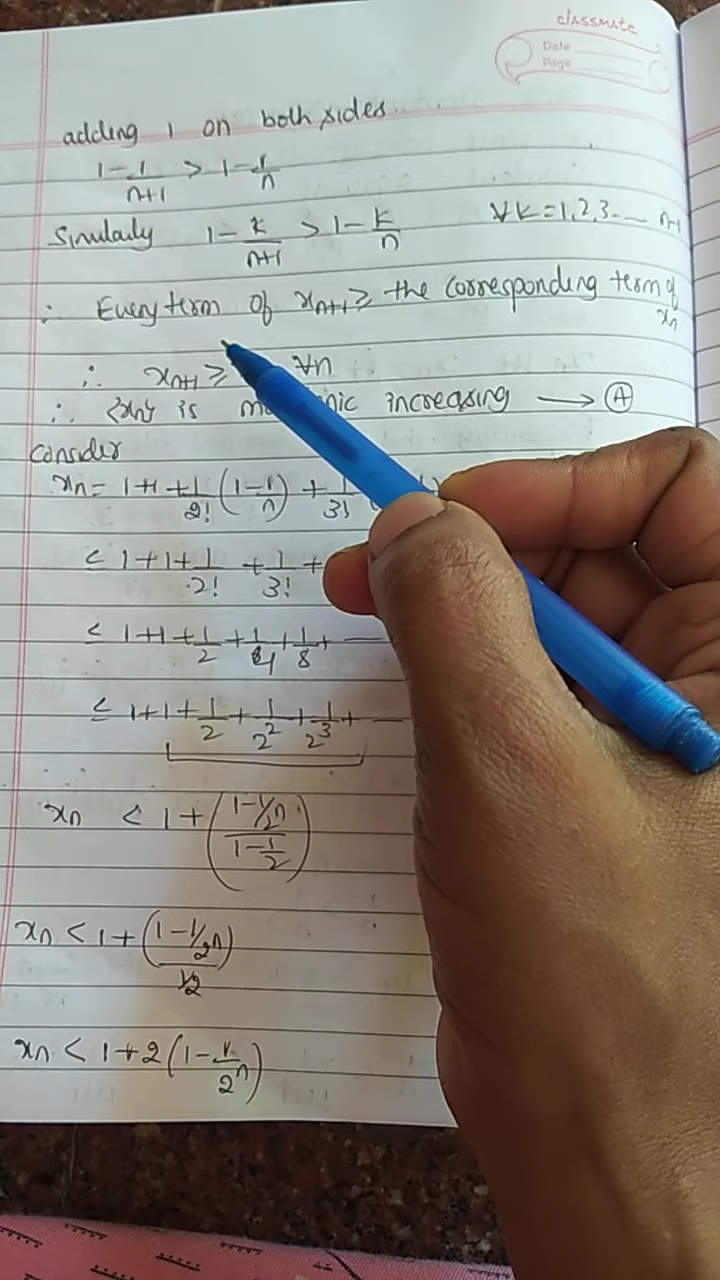 classmate
Date
Page
adding 1 on both sides
1 - 1/(n+1) > 1 - 1/n
Similarly 1 - k/(n+1) > 1 - k/n ∀ k = 1, 2, 3 -- n-1
∴ Every term of xn+1 ≥ the corresponding term of xn
∴ xn+1 ≥ ∀n
∴ <xn> is increasing → (A)
consider
xn = 1+1+1/2! (1 - 1/n) + 1/3!
≤ 1+1+1/2! + 1/3! +
≤ 1+1+1/2 + 1/4 + 1/8 + ---
≤ 1+1+1/2 + 1/2² + 1/2³ + ---
xn < 1 + ((1 - 1/2n)/(1 - 1/2))
xn < 1 + ((1 - 1/2n)/(1/2))
xn < 1 + 2 (1 - 1/2ⁿ)